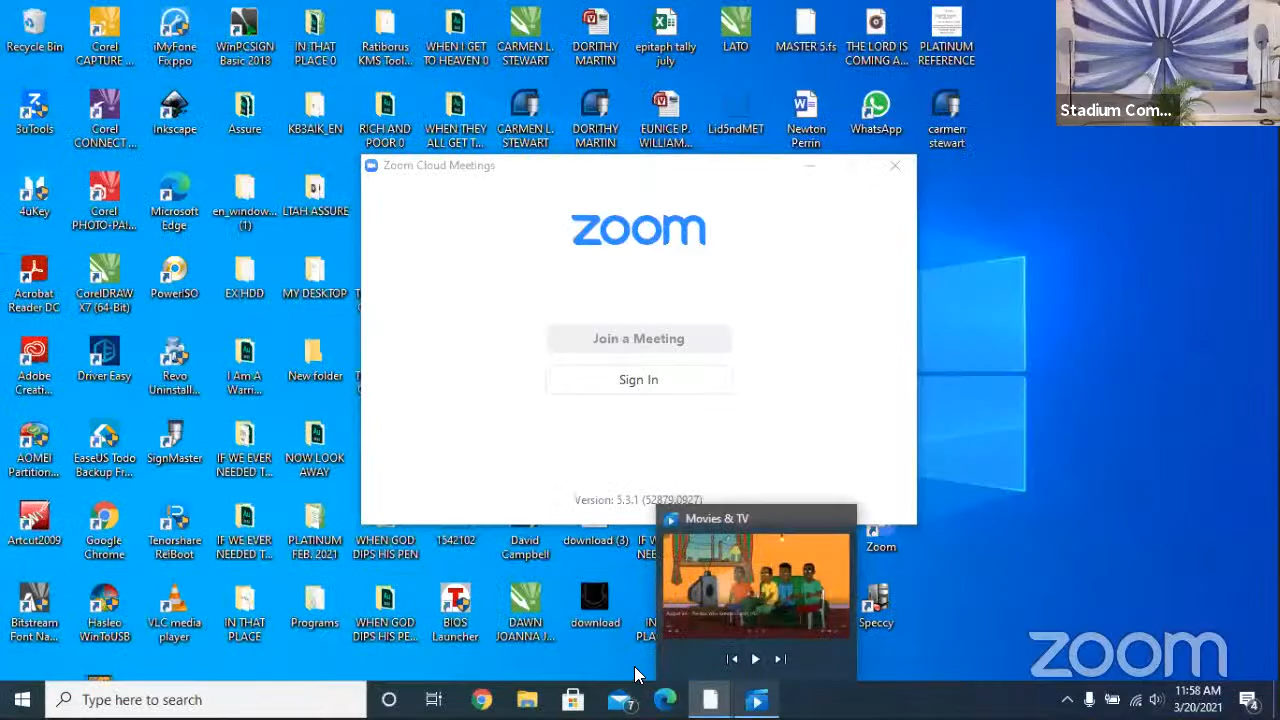 Recycle Bin
Corel
CAPTURE ...
iMyFone
Fixppo
WinPCSIGN
Basic 2018
IN THAT
PLACE 0
Ratiborus
KMS Tool...
WHEN I GET
TO HEAVEN 0
CARMEN L.
STEWART
DORITHY
MARTIN
epitaph tally
july
LATO
MASTER 5.fs
THE LORD IS
COMING A...
PLATINUM
REFERENCE
Stadium Com...
3uTools
Corel
CONNECT ...
Inkscape
Assure
KB3AIK_EN
RICH AND
POOR 0
WHEN THEY
ALL GET T...
CARMEN L.
STEWART
DORITHY
MARTIN
EUNICE P.
WILLIAM...
Lid5ndMET
Newton
Perrin
WhatsApp
carmen
stewart
Zoom Cloud Meetings
zoom
Join a Meeting
Sign In
Version: 5.3.1 (52879.0927)
4uKey
Corel
PHOTO-PAI...
Microsoft
Edge
en_window...
(1)
LTAH ASSURE
Acrobat
Reader DC
CorelDRAW
X7 (64-Bit)
PowerISO
EX HDD
MY DESKTOP
Adobe
Creati...
Driver Easy
Revo
Uninstall...
I Am A
Warri...
New folder
AOMEI
Partition...
EaseUS Todo
Backup Fr...
SignMaster
IF WE EVER
NEEDED T...
NOW LOOK
AWAY
Artcut2009
Google
Chrome
Tenorshare
ReiBoot
IF WE EVER
NEEDED T...
PLATINUM
FEB. 2021
WHEN GOD
DIPS HIS PEN
1542102
David
Campbell
download (3)
Movies & TV
Zoom
Bitstream
Font Na...
Hasleo
WinToUSB
VLC media
player
IN THAT
PLACE
Programs
WHEN GOD
DIPS HIS PE...
BIOS
Launcher
DAWN
JOANNA J...
download
Speccy
zoom
Type here to search
7
11:58 AM
3/20/2021
4